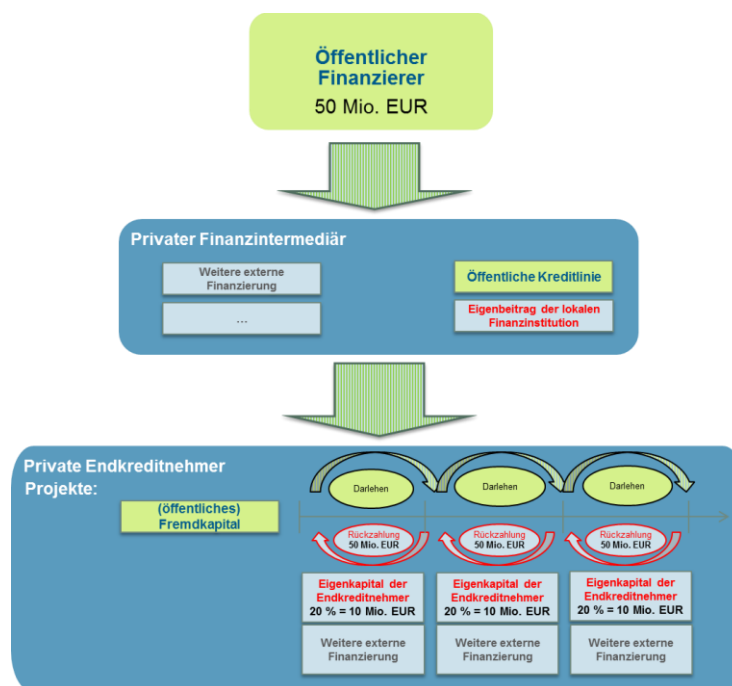 Öffentlicher
Finanzierer
50 Mio. EUR
Privater Finanzintermediär
Weitere externe
Finanzierung
...
Öffentliche Kreditlinie
Eigenbeitrag der lokalen
Finanzinstitution
Private Endkreditnehmer
Projekte:
(öffentliches)
Fremdkapital
Darlehen
Darlehen
Darlehen
Rückzahlung
50 Mio. EUR
Rückzahlung
50 Mio. EUR
Rückzahlung
50 Mio. EUR
Eigenkapital der
Endkreditnehmer
20 % = 10 Mio. EUR
Eigenkapital der
Endkreditnehmer
20 % = 10 Mio. EUR
Eigenkapital der
Endkreditnehmer
20 % = 10 Mio. EUR
Weitere externe
Finanzierung
Weitere externe
Finanzierung
Weitere externe
Finanzierung